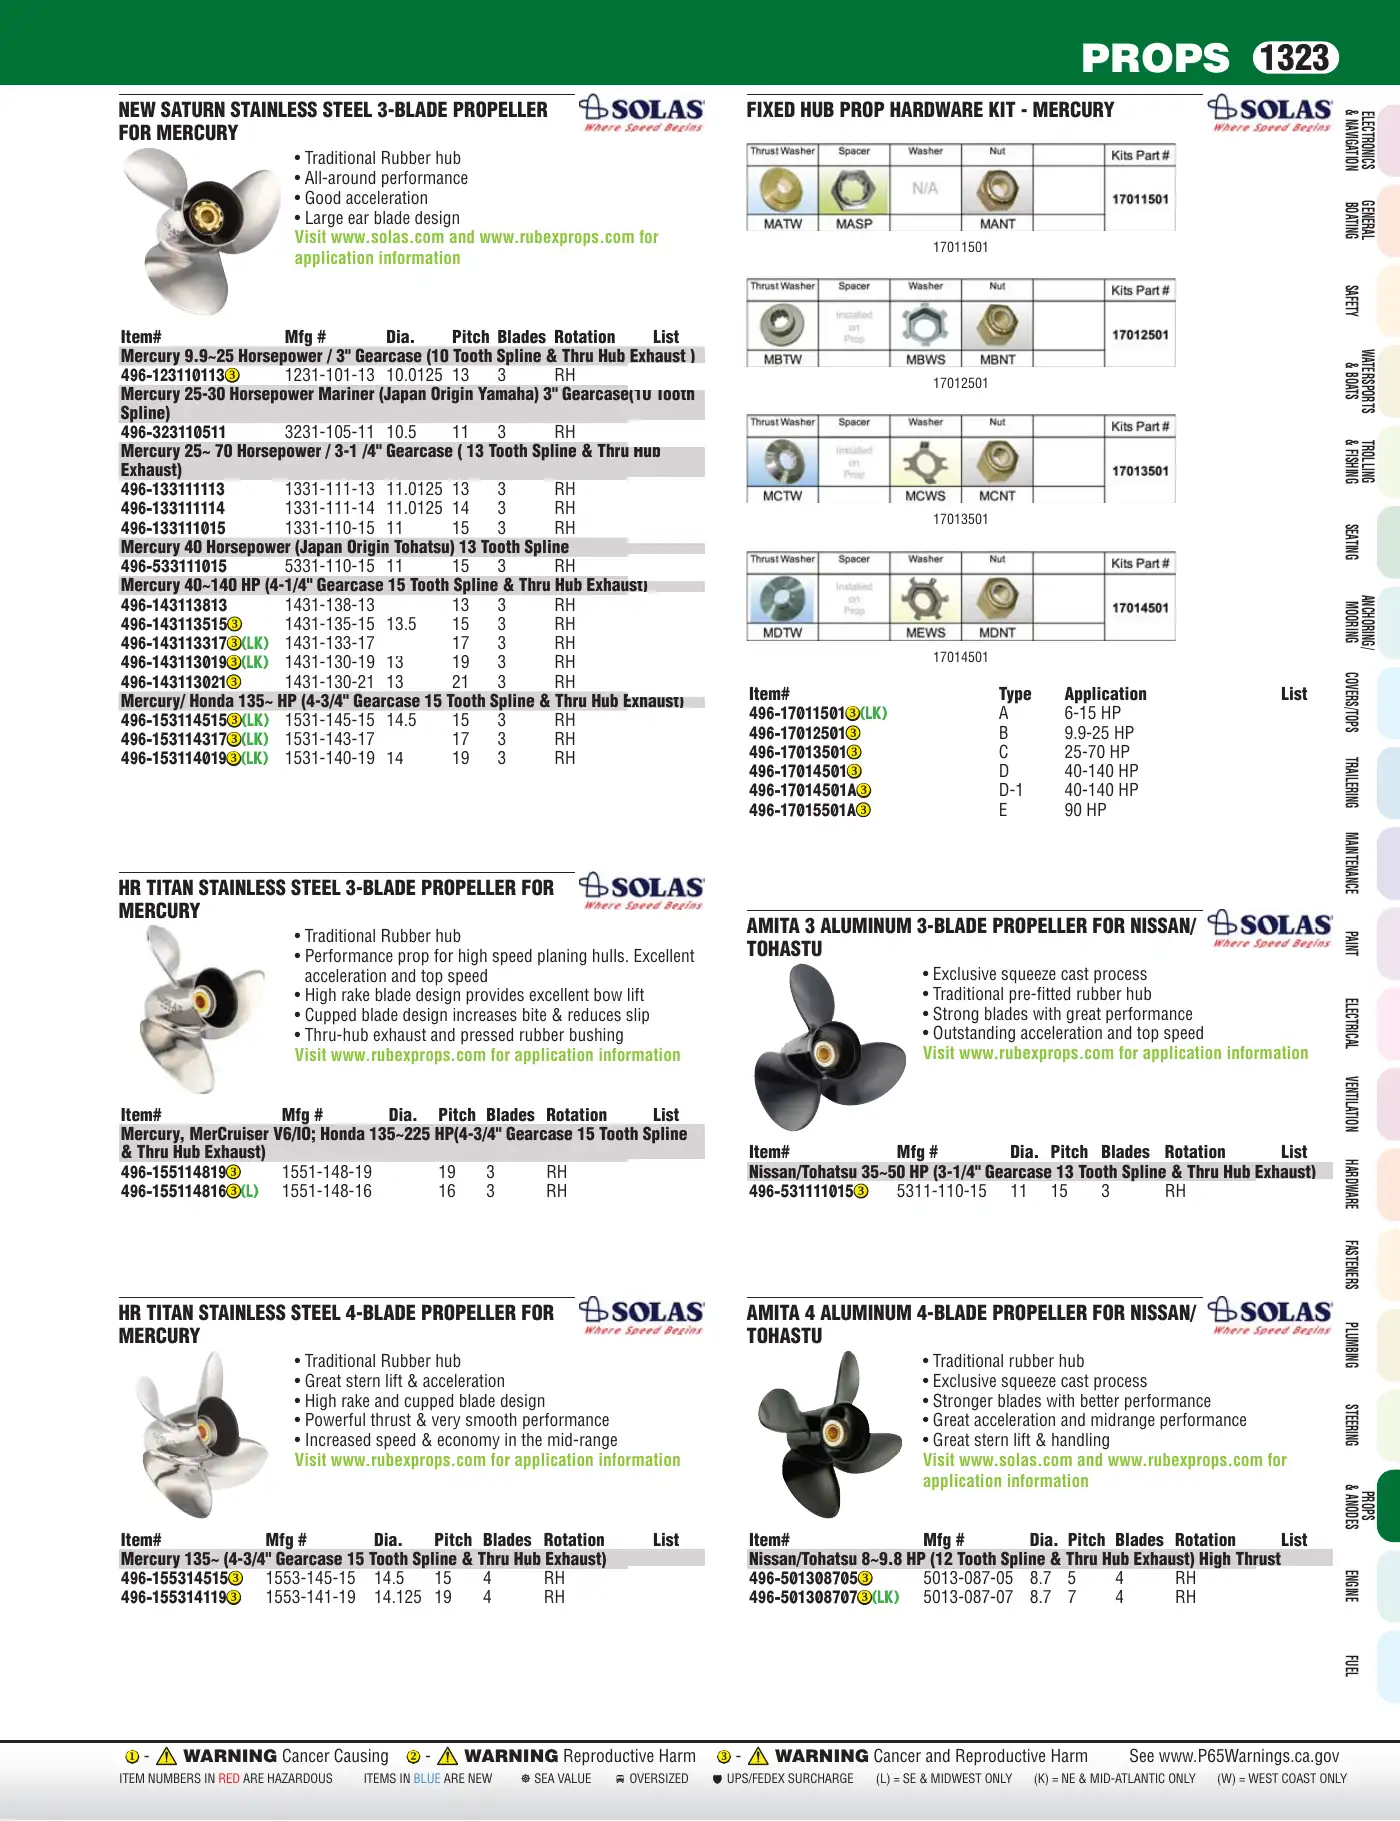 PROPS 1323
NEW SATURN STAINLESS STEEL 3-BLADE PROPELLER
FOR MERCURY
SOLAS
Where Speed Begins
• Traditional Rubber hub
• All-around performance
• Good acceleration
• Large ear blade design
Visit www.solas.com and www.rubexprops.com for
application information
Item# Mfg # Dia. Pitch Blades Rotation List
Mercury 9.9~25 Horsepower / 3" Gearcase (10 Tooth Spline & Thru Hub Exhaust )
496-123110113③ 1231-101-13 10.0125 13 3 RH
Mercury 25-30 Horsepower Mariner (Japan Origin Yamaha) 3" Gearcase(10 Tooth
Spline)
496-323110511 3231-105-11 10.5 11 3 RH
Mercury 25~ 70 Horsepower / 3-1 /4" Gearcase ( 13 Tooth Spline & Thru Hub
Exhaust)
496-133111113 1331-111-13 11.0125 13 3 RH
496-133111114 1331-111-14 11.0125 14 3 RH
496-133111015 1331-110-15 11 15 3 RH
Mercury 40 Horsepower (Japan Origin Tohatsu) 13 Tooth Spline
496-533111015 5331-110-15 11 15 3 RH
Mercury 40~140 HP (4-1/4" Gearcase 15 Tooth Spline & Thru Hub Exhaust)
496-143113813 1431-138-13 13 3 RH
496-143113515③ 1431-135-15 13.5 15 3 RH
496-143113317③(LK) 1431-133-17 17 3 RH
496-143113019③(LK) 1431-130-19 13 19 3 RH
496-143113021③ 1431-130-21 13 21 3 RH
Mercury/ Honda 135~ HP (4-3/4" Gearcase 15 Tooth Spline & Thru Hub Exhaust)
496-153114515③(LK) 1531-145-15 14.5 15 3 RH
496-153114317③(LK) 1531-143-17 17 3 RH
496-153114019③(LK) 1531-140-19 14 19 3 RH
HR TITAN STAINLESS STEEL 3-BLADE PROPELLER FOR
MERCURY
SOLAS
Where Speed Begins
• Traditional Rubber hub
• Performance prop for high speed planing hulls. Excellent
acceleration and top speed
• High rake blade design provides excellent bow lift
• Cupped blade design increases bite & reduces slip
• Thru-hub exhaust and pressed rubber bushing
Visit www.rubexprops.com for application information
Item# Mfg # Dia. Pitch Blades Rotation List
Mercury, MerCruiser V6/IO; Honda 135~225 HP(4-3/4" Gearcase 15 Tooth Spline
& Thru Hub Exhaust)
496-155114819③ 1551-148-19 19 3 RH
496-155114816③(L) 1551-148-16 16 3 RH
HR TITAN STAINLESS STEEL 4-BLADE PROPELLER FOR
MERCURY
SOLAS
Where Speed Begins
• Traditional Rubber hub
• Great stern lift & acceleration
• High rake and cupped blade design
• Powerful thrust & very smooth performance
• Increased speed & economy in the mid-range
Visit www.rubexprops.com for application information
Item# Mfg # Dia. Pitch Blades Rotation List
Mercury 135~ (4-3/4" Gearcase 15 Tooth Spline & Thru Hub Exhaust)
496-155314515③ 1553-145-15 14.5 15 4 RH
496-155314119③ 1553-141-19 14.125 19 4 RH
FIXED HUB PROP HARDWARE KIT - MERCURY
SOLAS
Where Speed Begins
Thrust Washer Spacer Washer Nut Kits Part #
N/A 17011501
MATW MASP MANT
17011501
Thrust Washer Spacer Washer Nut Kits Part #
Installed
on
Prop
17012501
MBTW MBWS MBNT
17012501
Thrust Washer Spacer Washer Nut Kits Part #
Installed
on
Prop
17013501
MCTW MCWS MCNT
17013501
Thrust Washer Spacer Washer Nut Kits Part #
Installed
on
Prop
17014501
MDTW MEWS MDNT
17014501
Item# Type Application List
496-17011501③(LK) A 6-15 HP
496-17012501③ B 9.9-25 HP
496-17013501③ C 25-70 HP
496-17014501③ D 40-140 HP
496-17014501A③ D-1 40-140 HP
496-17015501A③ E 90 HP
AMITA 3 ALUMINUM 3-BLADE PROPELLER FOR NISSAN/
TOHASTU
SOLAS
Where Speed Begins
• Exclusive squeeze cast process
• Traditional pre-fitted rubber hub
• Strong blades with great performance
• Outstanding acceleration and top speed
Visit www.rubexprops.com for application information
Item# Mfg # Dia. Pitch Blades Rotation List
Nissan/Tohatsu 35~50 HP (3-1/4" Gearcase 13 Tooth Spline & Thru Hub Exhaust)
496-531111015③ 5311-110-15 11 15 3 RH
AMITA 4 ALUMINUM 4-BLADE PROPELLER FOR NISSAN/
TOHASTU
SOLAS
Where Speed Begins
• Traditional rubber hub
• Exclusive squeeze cast process
• Stronger blades with better performance
• Great acceleration and midrange performance
• Great stern lift & handling
Visit www.solas.com and www.rubexprops.com for
application information
Item# Mfg # Dia. Pitch Blades Rotation List
Nissan/Tohatsu 8~9.8 HP (12 Tooth Spline & Thru Hub Exhaust) High Thrust
496-501308705③ 5013-087-05 8.7 5 4 RH
496-501308707③(LK) 5013-087-07 8.7 7 4 RH
ELECTRONICS
& NAVIGATION
GENERAL
BOATING
SAFETY
WATERSPORTS
& BOATS
TROLLING
& FISHING
SEATING
ANCHORING/
MOORING
COVERS/TOPS
TRAILERING
MAINTENANCE
PAINT
ELECTRICAL
VENTILATION
HARDWARE
FASTENERS
PLUMBING
STEERING
PROPS
& ANODES
ENGINE
FUEL
① - ⚠ WARNING Cancer Causing ② - ⚠ WARNING Reproductive Harm ③ - ⚠ WARNING Cancer and Reproductive Harm See www.P65Warnings.ca.gov
ITEM NUMBERS IN RED ARE HAZARDOUS ITEMS IN BLUE ARE NEW SEA VALUE OVERSIZED UPS/FEDEX SURCHARGE (L) = SE & MIDWEST ONLY (K) = NE & MID-ATLANTIC ONLY (W) = WEST COAST ONLY